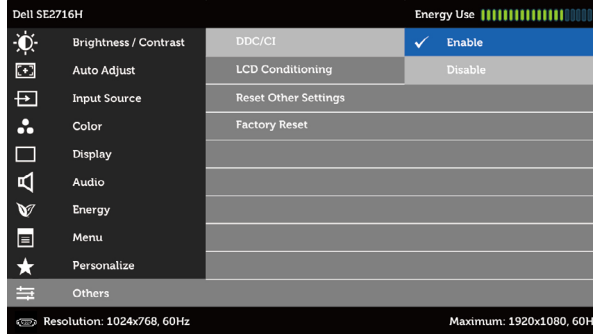 Dell SE2716H Energy Use
Brightness / Contrast DDC/CI Enable
Auto Adjust LCD Conditioning Disable
Input Source Reset Other Settings
Color Factory Reset
Display
Audio
Energy
Menu
Personalize
Others
Resolution: 1024x768, 60Hz Maximum: 1920x1080, 60H